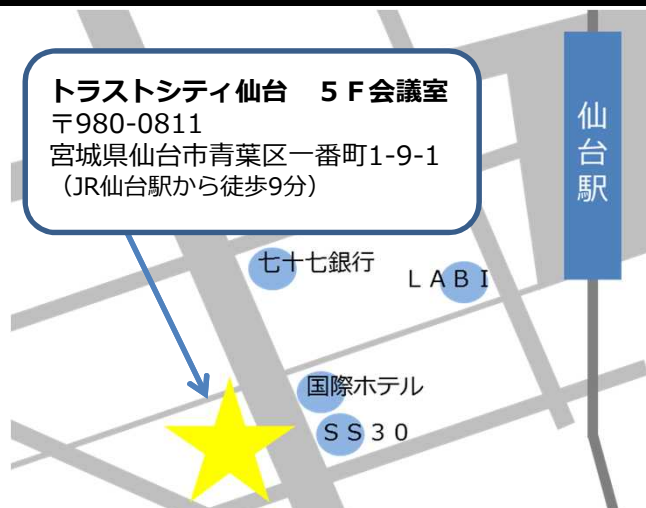 トラストシティ仙台　５Ｆ会議室
〒980-0811
宮城県仙台市青葉区一番町1-9-1
（JR仙台駅から徒歩9分）
仙台駅
七十七銀行
ＬＡＢＩ
国際ホテル
ＳＳ３０